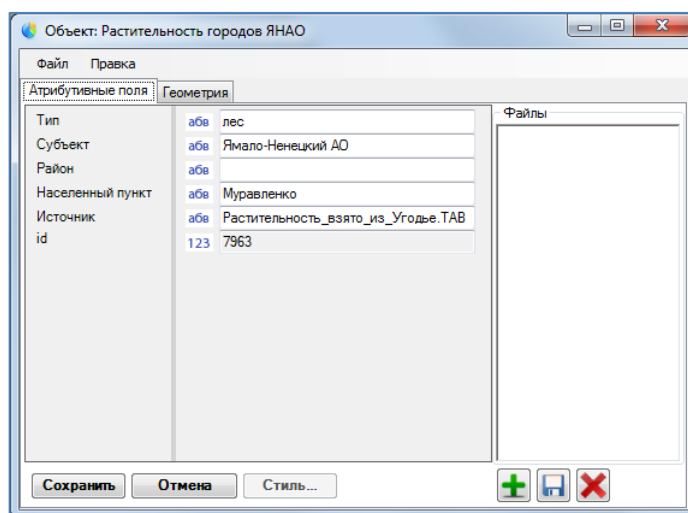 Объект: Растительность городов ЯНАО
Файл Правка
Атрибутивные поля Геометрия
Тип абв лес
Субъект абв Ямало-Ненецкий АО
Район абв
Населенный пункт абв Муравленко
Источник абв Растительность_взято_из_Угодье.TAB
id 123 7963
Файлы
Сохранить Отмена Стиль...